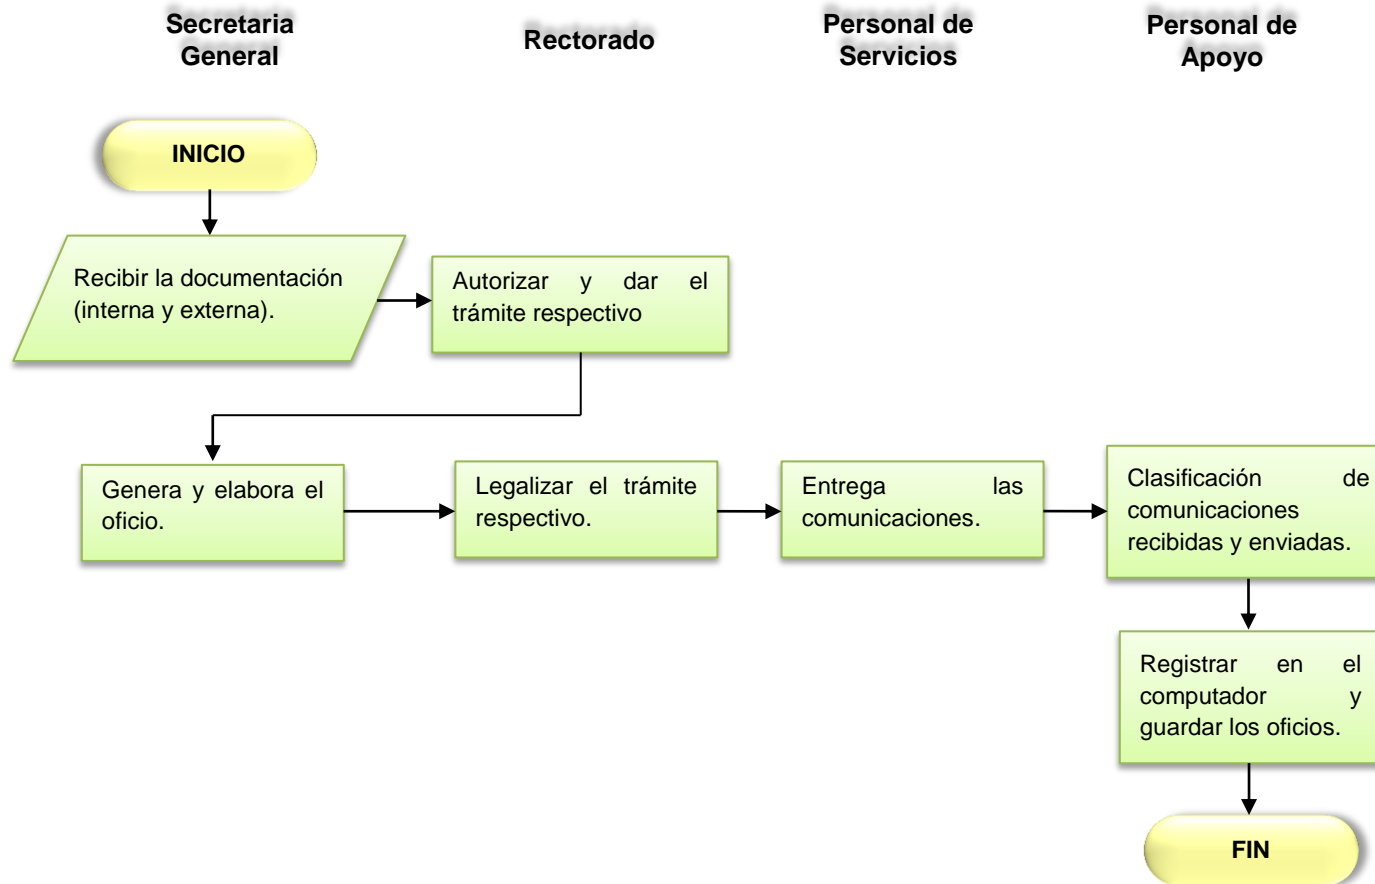 Secretaria
General
Rectorado
Personal de
Servicios
Personal de
Apoyo
INICIO
Recibir la documentación
(interna y externa).
Autorizar y dar el
trámite respectivo
Genera y elabora el
oficio.
Legalizar el trámite
respectivo.
Entrega las
comunicaciones.
Clasificación de
comunicaciones
recibidas y enviadas.
Registrar en el
computador y
guardar los oficios.
FIN